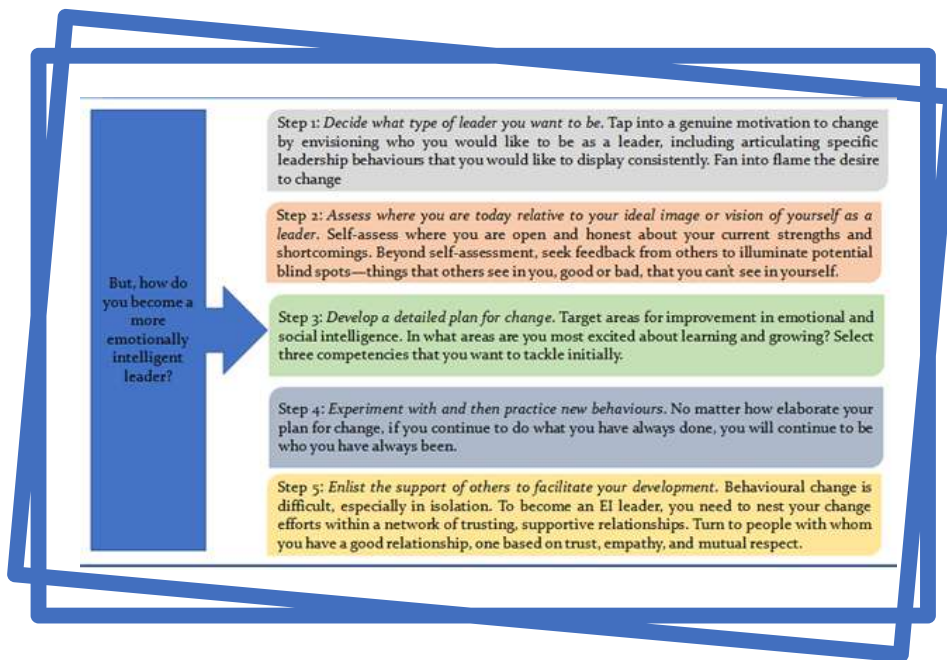 But, how do
you become a
more
emotionally
intelligent
leader?
Step 1: Decide what type of leader you want to be. Tap into a genuine motivation to change
by envisioning who you would like to be as a leader, including articulating specific
leadership behaviours that you would like to display consistently. Fan into flame the desire
to change
Step 2: Assess where you are today relative to your ideal image or vision of yourself as a
leader. Self-assess where you are open and honest about your current strengths and
shortcomings. Beyond self-assessment, seek feedback from others to illuminate potential
blind spots—things that others see in you, good or bad, that you can't see in yourself.
Step 3: Develop a detailed plan for change. Target areas for improvement in emotional and
social intelligence. In what areas are you most excited about learning and growing? Select
three competencies that you want to tackle initially.
Step 4: Experiment with and then practice new behaviours. No matter how elaborate your
plan for change, if you continue to do what you have always done, you will continue to be
who you have always been.
Step 5: Enlist the support of others to facilitate your development. Behavioural change is
difficult, especially in isolation. To become an EI leader, you need to nest your change
efforts within a network of trusting, supportive relationships. Turn to people with whom
you have a good relationship, one based on trust, empathy, and mutual respect.